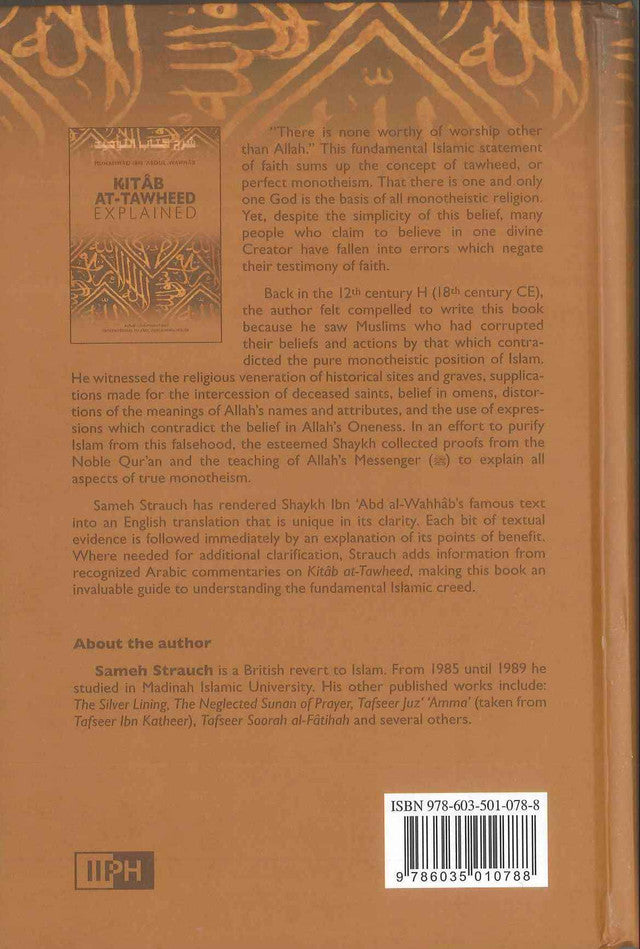 شرح كتاب التوحيد
MUHAMMAD IBN ABDUL-WAHHÂB
KITÂB
AT-TAWHEED
EXPLAINED
"There is none worthy of worship other
than Allah." This fundamental Islamic statement
of faith sums up the concept of tawheed, or
perfect monotheism. That there is one and only
one God is the basis of all monotheistic religion.
Yet, despite the simplicity of this belief, many
people who claim to believe in one divine
Creator have fallen into errors which negate
their testimony of faith.
Back in the 12th century H (18th century CE),
the author felt compelled to write this book
because he saw Muslims who had corrupted
their beliefs and actions by that which contra-
dicted the pure monotheistic position of Islam.
He witnessed the religious veneration of historical sites and graves, supplica-
tions made for the intercession of deceased saints, belief in omens, distor-
tions of the meanings of Allah's names and attributes, and the use of expres-
sions which contradict the belief in Allah's Oneness. In an effort to purify
Islam from this falsehood, the esteemed Shaykh collected proofs from the
Noble Qur'an and the teaching of Allah's Messenger (ﷺ) to explain all
aspects of true monotheism.
Sameh Strauch has rendered Shaykh Ibn 'Abd al-Wahhâb's famous text
into an English translation that is unique in its clarity. Each bit of textual
evidence is followed immediately by an explanation of its points of benefit.
Where needed for additional clarification, Strauch adds information from
recognized Arabic commentaries on Kitâb at-Tawheed, making this book an
invaluable guide to understanding the fundamental Islamic creed.
About the author
Sameh Strauch is a British revert to Islam. From 1985 until 1989 he
studied in Madinah Islamic University. His other published works include:
The Silver Lining, The Neglected Sunan of Prayer, Tafseer Juz' 'Amma' (taken from
Tafseer Ibn Katheer), Tafseer Soorah al-Fâtihah and several others.
ISBN 978-603-501-078-8
9 786035 010788
IIPH